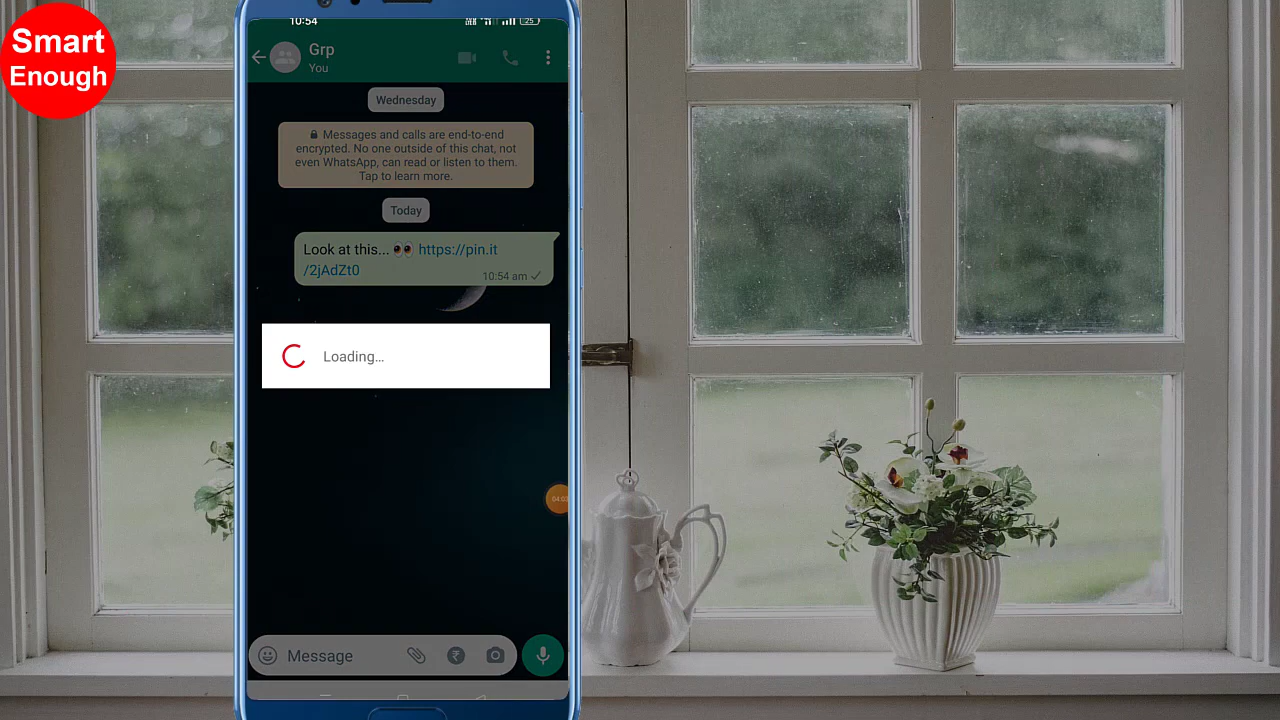 Smart
Enough
10:54
25
Grp
You
Wednesday
Messages and calls are end-to-end
encrypted. No one outside of this chat, not
even WhatsApp, can read or listen to them.
Tap to learn more.
Today
Look at this... 👀 https://pin.it
/2jAdZt0
10:54 am
Loading...
Message